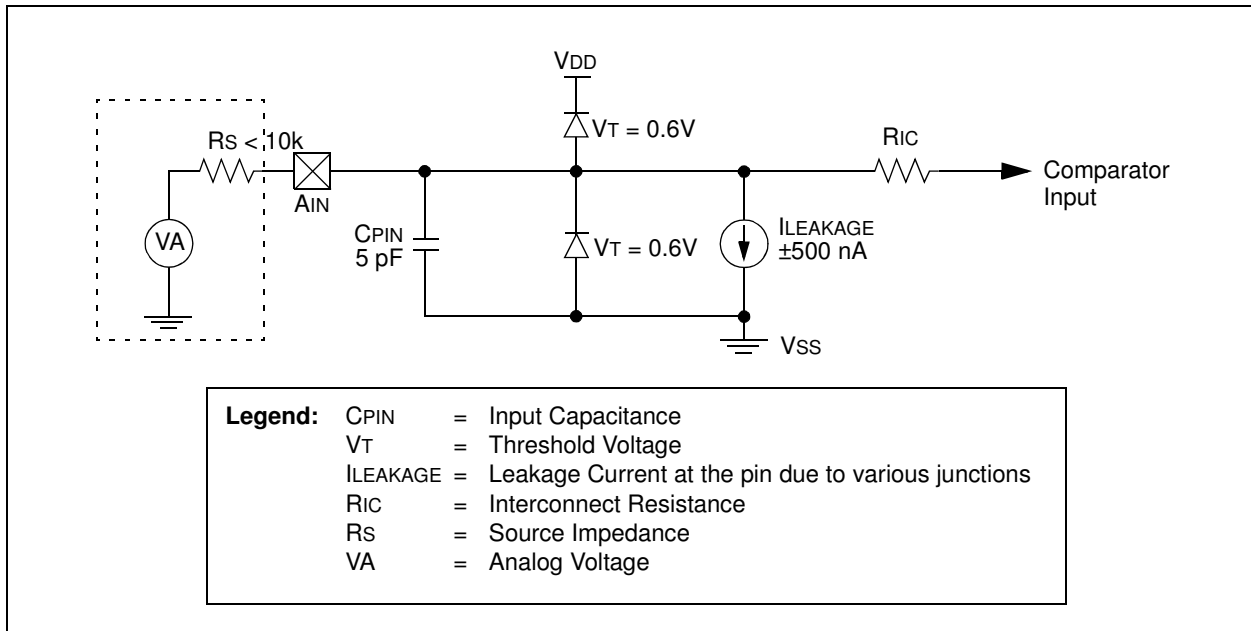 VDD
VT = 0.6V
RS < 10k
RIC
AIN
Comparator
Input
CPIN
5 pF
VA
VT = 0.6V
ILEAKAGE
±500 nA
VSS
Legend: CPIN = Input Capacitance
VT = Threshold Voltage
ILEAKAGE = Leakage Current at the pin due to various junctions
RIC = Interconnect Resistance
RS = Source Impedance
VA = Analog Voltage